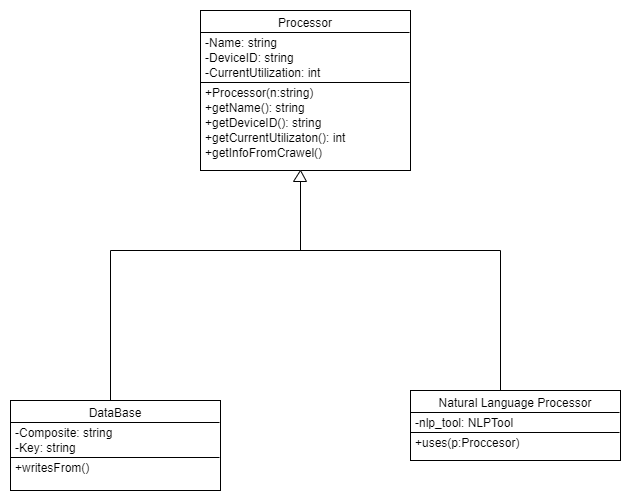 Processor
-Name: string
-DeviceID: string
-CurrentUtilization: int
+Processor(n:string)
+getName(): string
+getDeviceID(): string
+getCurrentUtilizaton(): int
+getInfoFromCrawel()
DataBase
-Composite: string
-Key: string
+writesFrom()
Natural Language Processor
-nlp_tool: NLPTool
+uses(p:Proccesor)